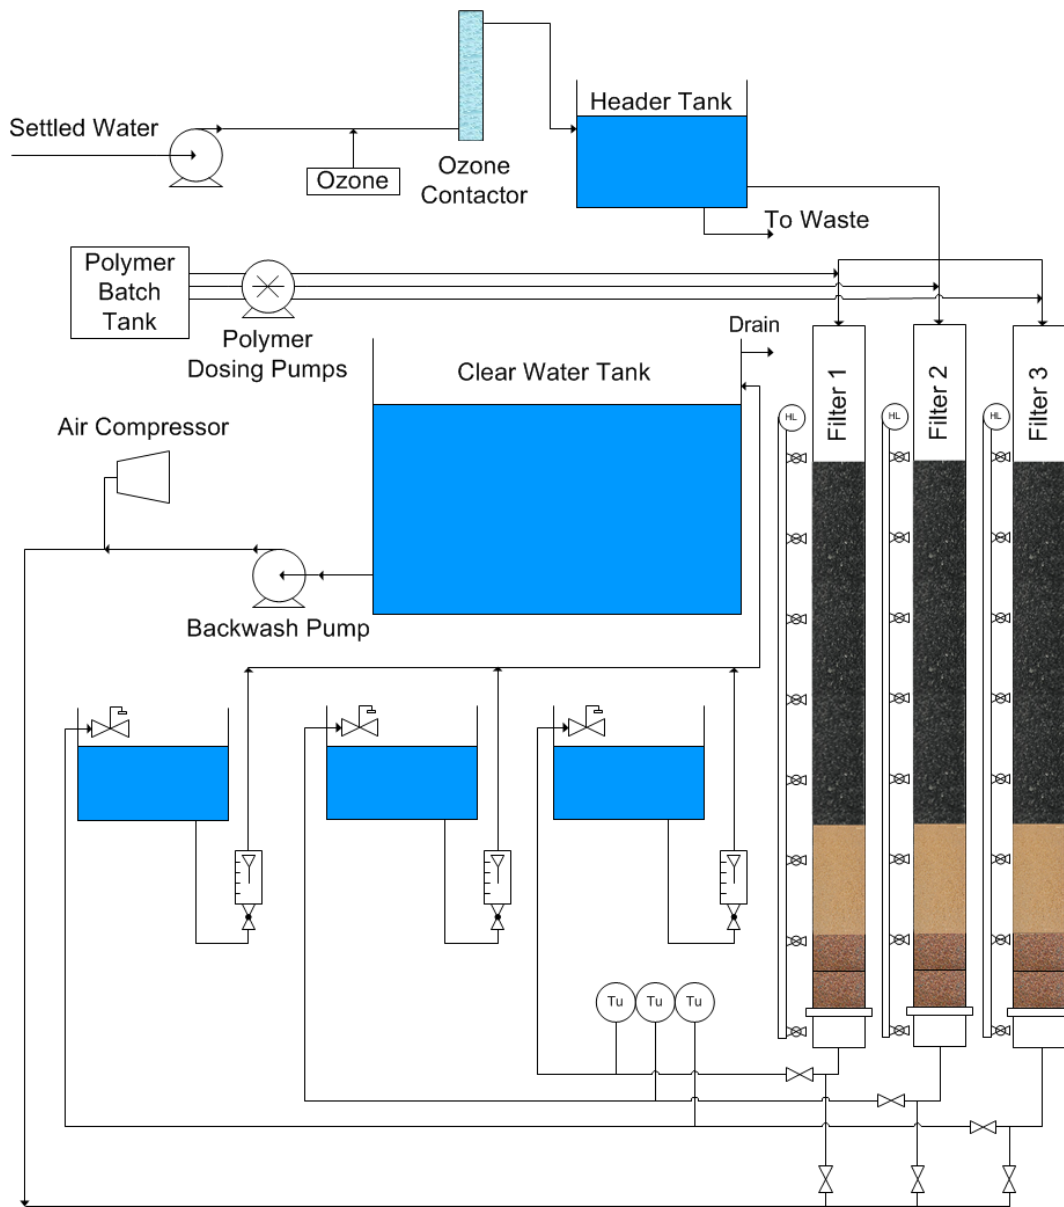 Settled Water
Ozone
Ozone
Contactor
Header Tank
To Waste
Polymer
Batch
Tank
Polymer
Dosing Pumps
Drain
Clear Water Tank
Air Compressor
Backwash Pump
HL
Filter 1
HL
Filter 2
HL
Filter 3
Tu
Tu
Tu